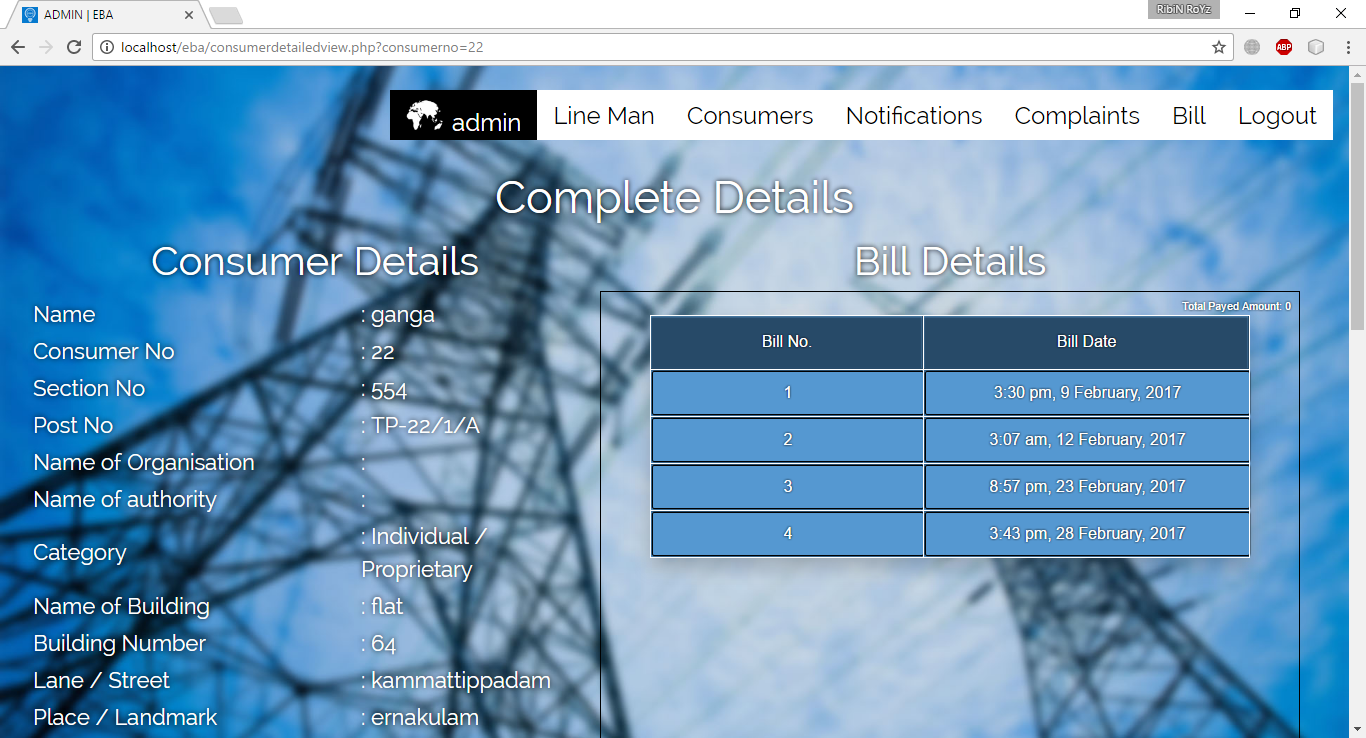 ADMIN | EBA
RibiN RoYz
localhost/eba/consumerdetailedview.php?consumerno=22
ABP
admin Line Man Consumers Notifications Complaints Bill Logout
Complete Details
Consumer Details
Name : ganga
Consumer No : 22
Section No : 554
Post No : TP-22/1/A
Name of Organisation :
Name of authority :
Category : Individual /
Proprietary
Name of Building : flat
Building Number : 64
Lane / Street : kammattippadam
Place / Landmark : ernakulam
Bill Details
Total Payed Amount: 0
Bill No. Bill Date
1 3:30 pm, 9 February, 2017
2 3:07 am, 12 February, 2017
3 8:57 pm, 23 February, 2017
4 3:43 pm, 28 February, 2017